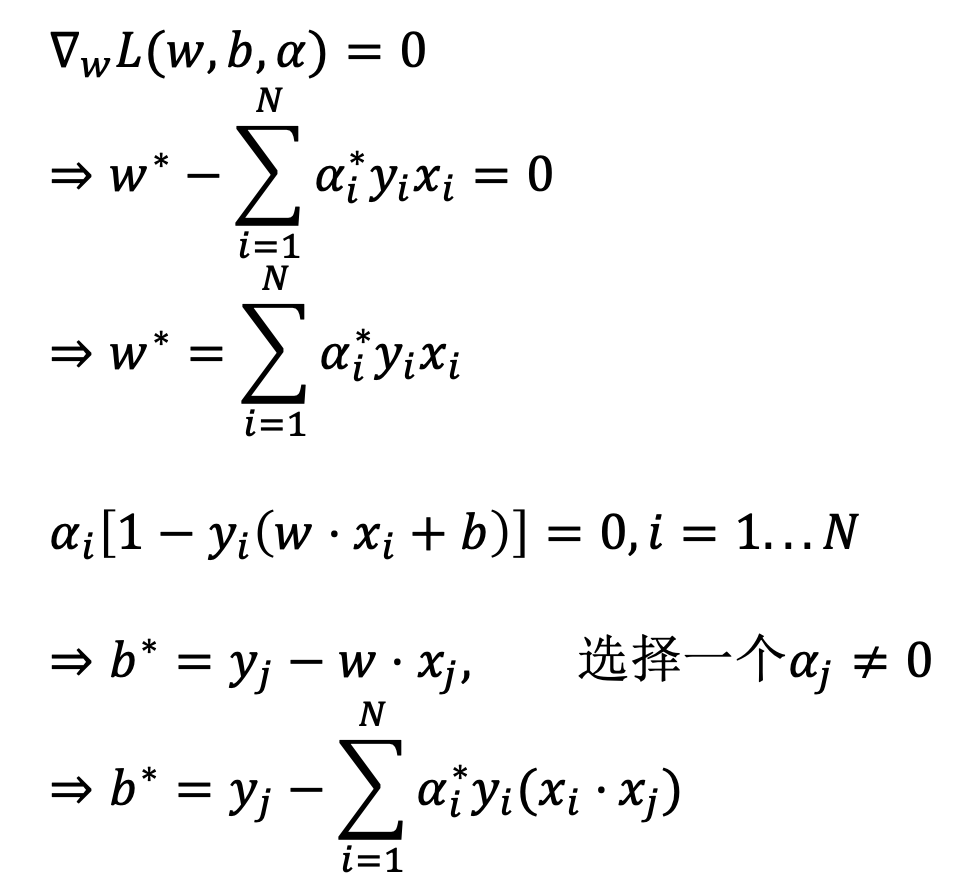 ∇_w L(w, b, α) = 0
⇒ w* − ∑_{i=1}^{N} α_i^* y_i x_i = 0
⇒ w* = ∑_{i=1}^{N} α_i^* y_i x_i
α_i[1 − y_i(w · x_i + b)] = 0, i = 1…N
⇒ b* = y_j − w · x_j, 选择一个α_j ≠ 0
⇒ b* = y_j − ∑_{i=1}^{N} α_i^* y_i(x_i · x_j)